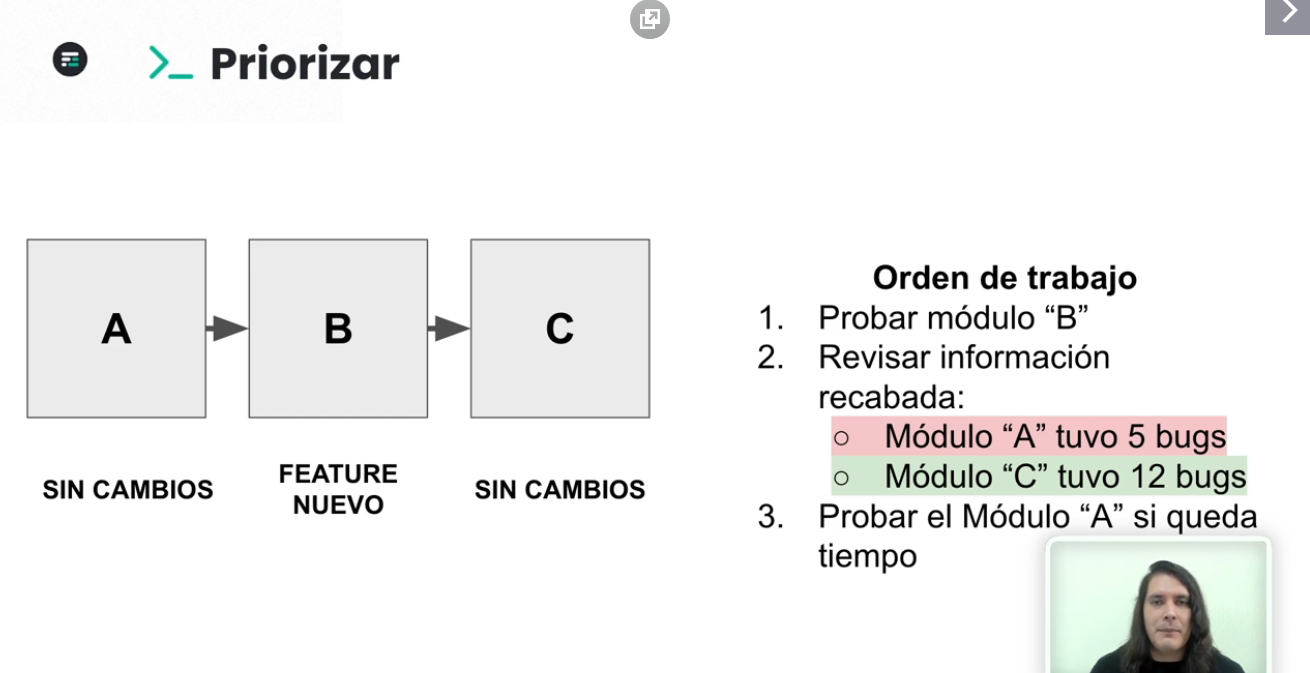 >_ Priorizar
A
B
C
SIN CAMBIOS
FEATURE
NUEVO
SIN CAMBIOS
Orden de trabajo
1. Probar módulo “B”
2. Revisar información
recabada:
○ Módulo “A” tuvo 5 bugs
○ Módulo “C” tuvo 12 bugs
3. Probar el Módulo “A” si queda
tiempo